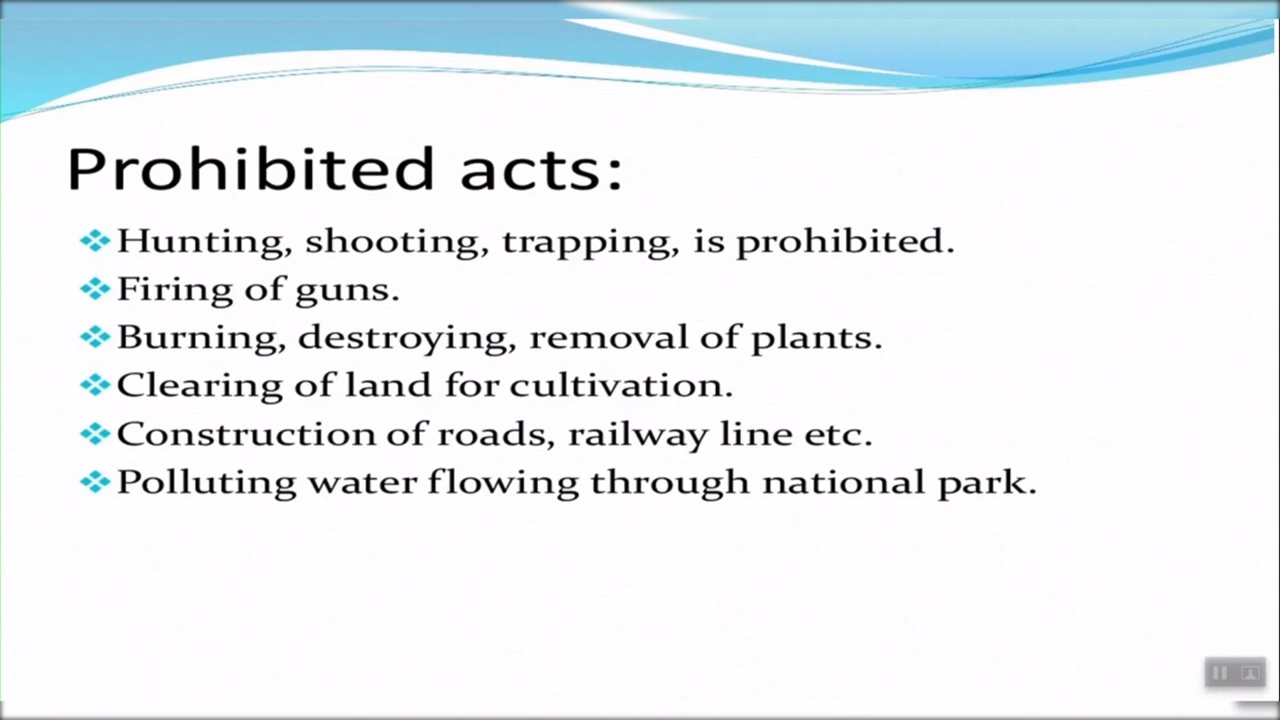 Prohibited acts:
Hunting, shooting, trapping, is prohibited.
Firing of guns.
Burning, destroying, removal of plants.
Clearing of land for cultivation.
Construction of roads, railway line etc.
Polluting water flowing through national park.